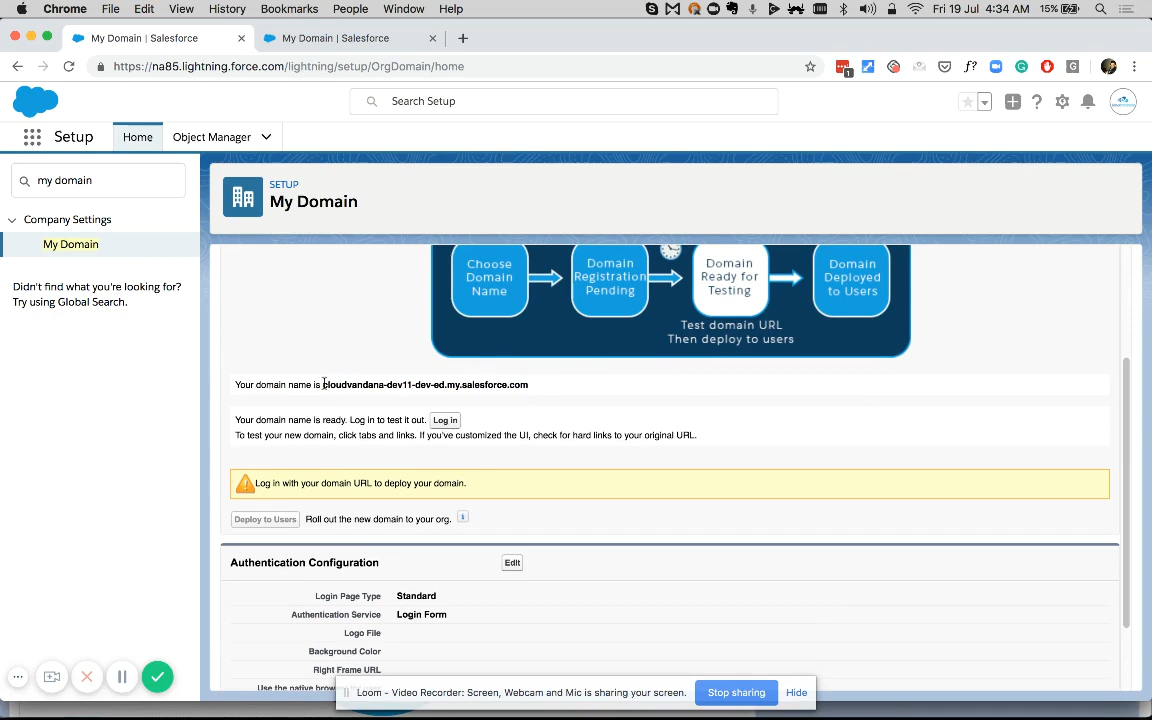 Chrome File Edit View History Bookmarks People Window Help Fri 19 Jul 4:34 AM 15%
My Domain | Salesforce
My Domain | Salesforce
https://na85.lightning.force.com/lightning/setup/OrgDomain/home
1
f?
G
Search Setup
Setup Home Object Manager
my domain
Company Settings
My Domain
Didn't find what you're looking for?
Try using Global Search.
SETUP
My Domain
Choose
Domain
Name
Domain
Registration
Pending
Domain
Ready for
Testing
Domain
Deployed
to Users
Test domain URL
Then deploy to users
Your domain name is cloudvandana-dev11-dev-ed.my.salesforce.com
Your domain name is ready. Log in to test it out. Log in
To test your new domain, click tabs and links. If you've customized the UI, check for hard links to your original URL.
Log in with your domain URL to deploy your domain.
Deploy to Users Roll out the new domain to your org. i
Authentication Configuration Edit
Login Page Type Standard
Authentication Service Login Form
Logo File
Background Color
Right Frame URL
Use the native brow
Loom - Video Recorder: Screen, Webcam and Mic is sharing your screen. Stop sharing Hide